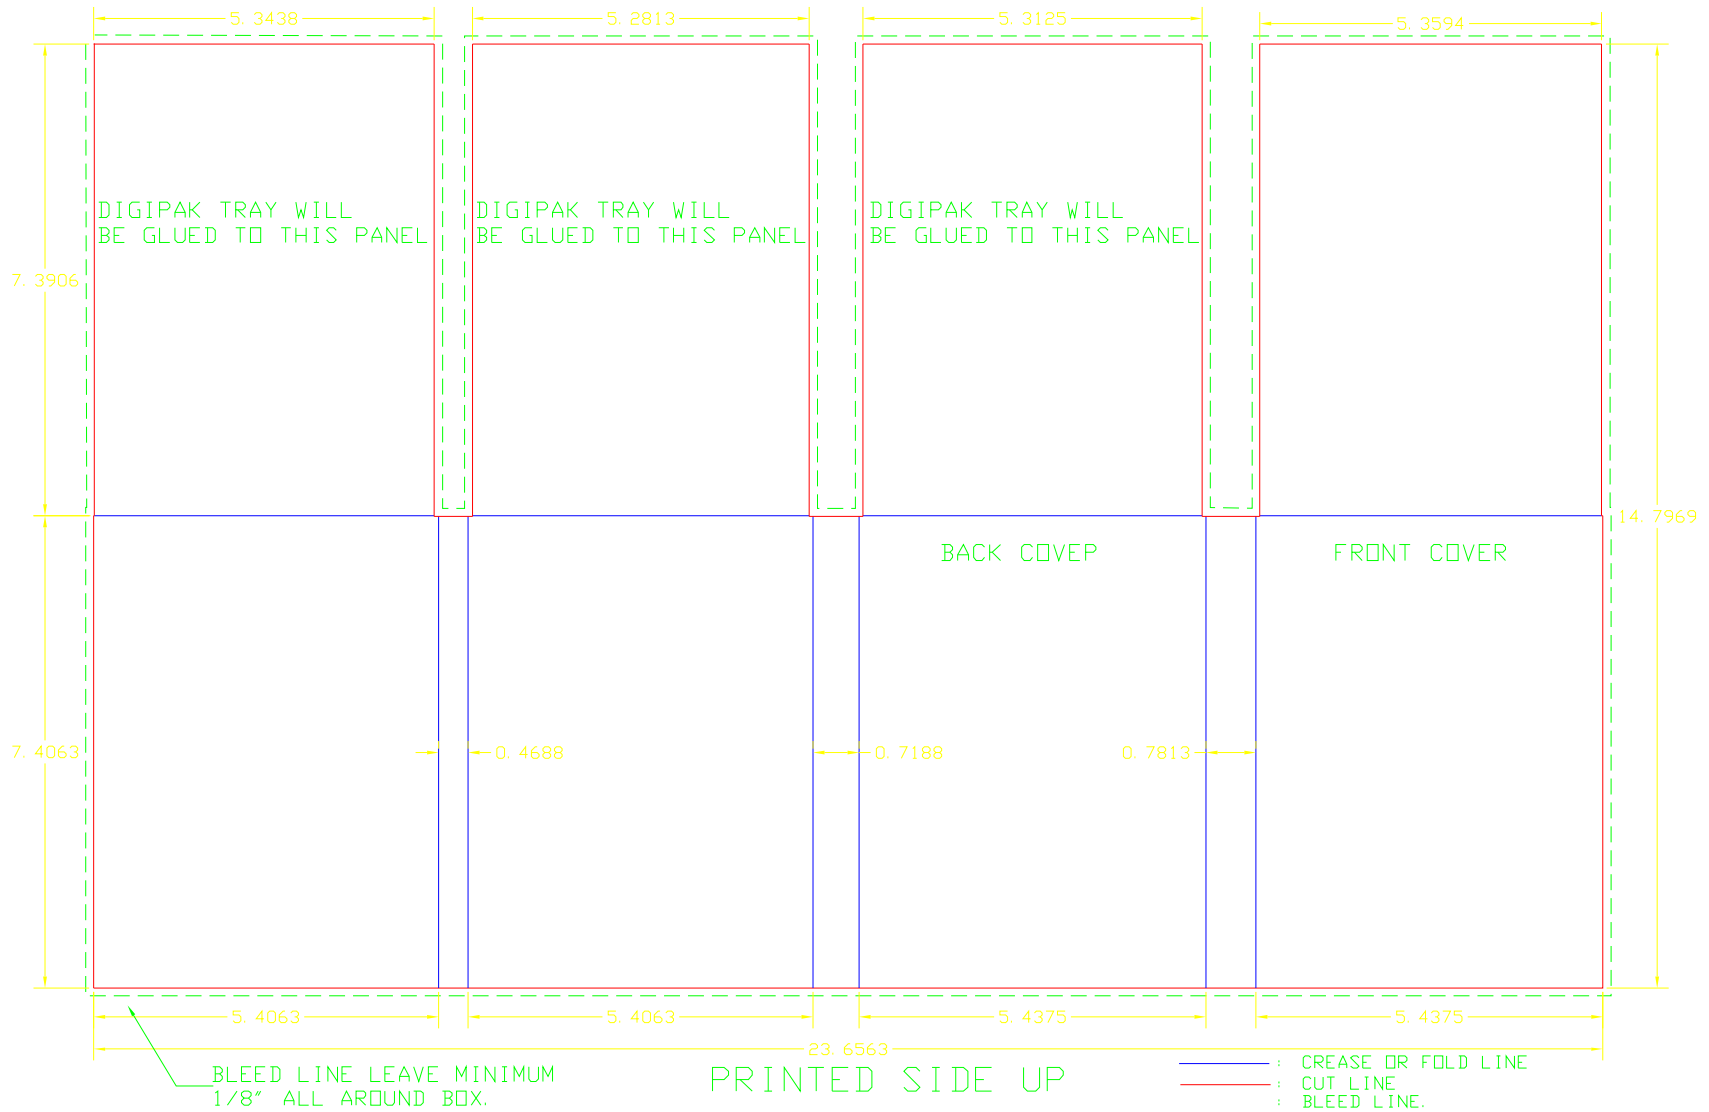 5. 3438
5. 2813
5. 3125
5. 3594
DIGIPAK TRAY WILL
BE GLUED TO THIS PANEL
DIGIPAK TRAY WILL
BE GLUED TO THIS PANEL
DIGIPAK TRAY WILL
BE GLUED TO THIS PANEL
7. 3906
14. 7969
BACK COVEP
FRONT COVER
7. 4063
0. 4688
0. 7188
0. 7813
5. 4063
5. 4063
5. 4375
5. 4375
23. 6563
BLEED LINE LEAVE MINIMUM
1/8" ALL AROUND BOX.
PRINTED SIDE UP
: CREASE OR FOLD LINE
: CUT LINE
: BLEED LINE.